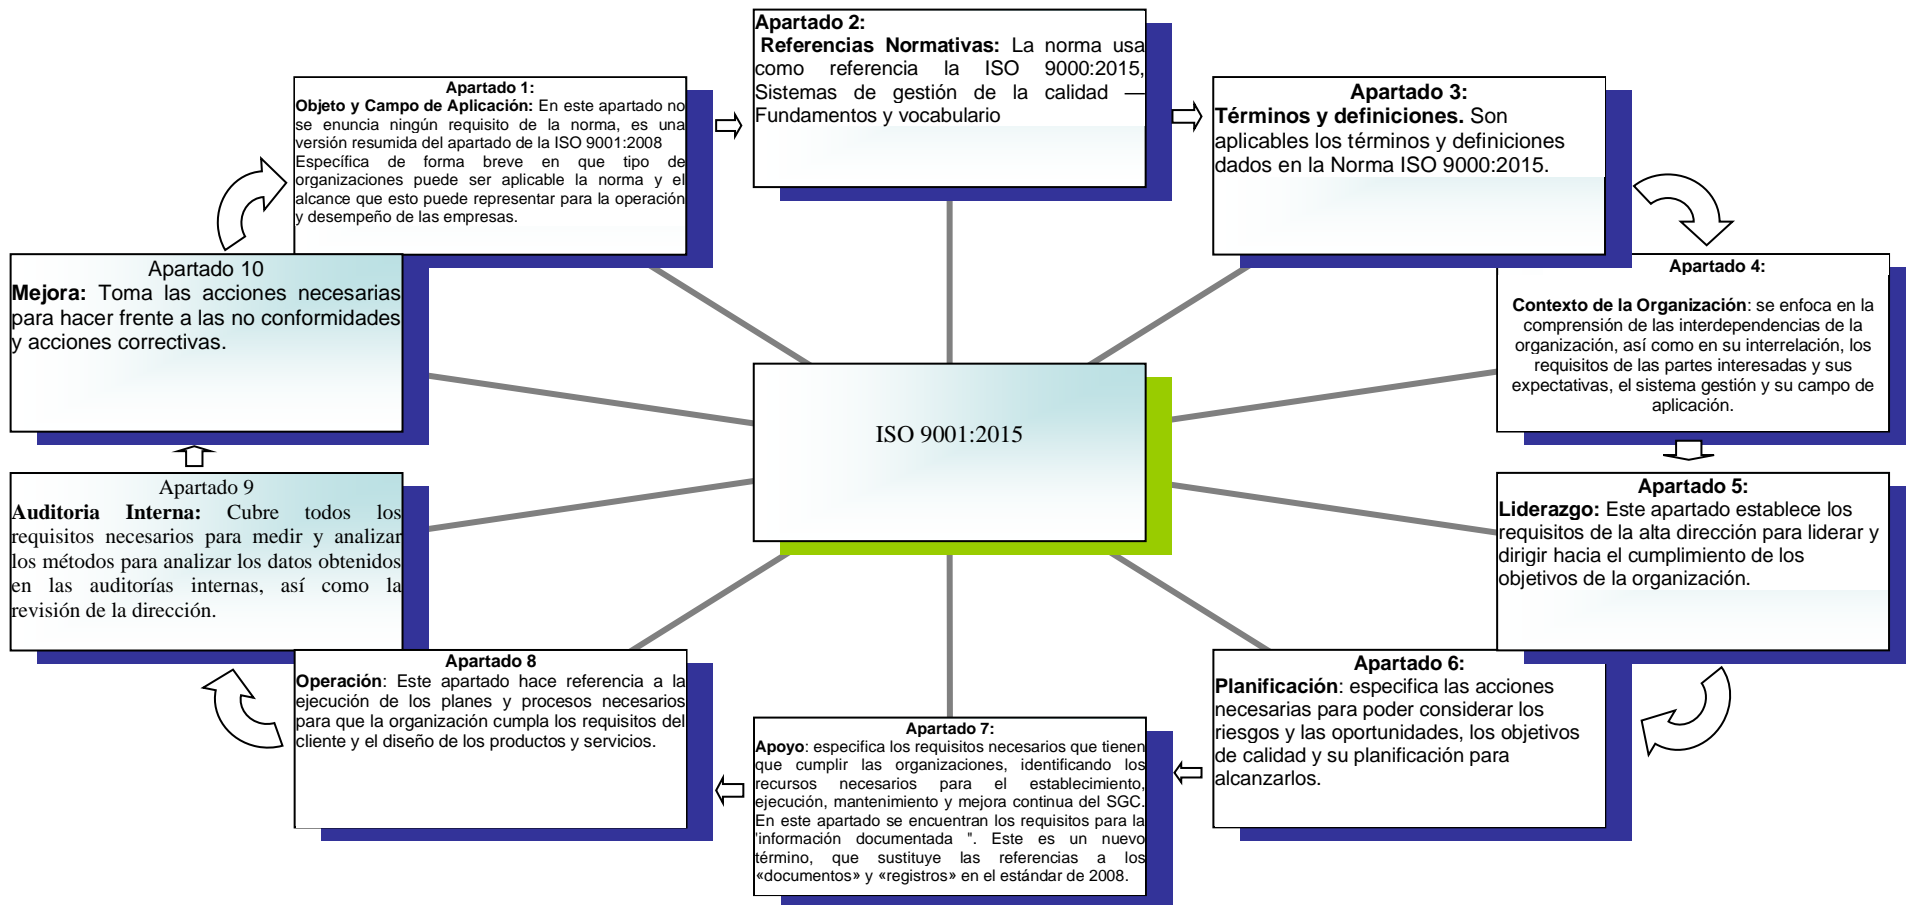 Apartado 1:
Objeto y Campo de Aplicación: En este apartado no
se enuncia ningún requisito de la norma, es una
versión resumida del apartado de la ISO 9001:2008
Específica de forma breve en que tipo de
organizaciones puede ser aplicable la norma y el
alcance que esto puede representar para la operación
y desempeño de las empresas.
Apartado 2:
Referencias Normativas: La norma usa
como referencia la ISO 9000:2015,
Sistemas de gestión de la calidad —
Fundamentos y vocabulario
Apartado 3:
Términos y definiciones. Son
aplicables los términos y definiciones
dados en la Norma ISO 9000:2015.
Apartado 4:
Contexto de la Organización: se enfoca en la
comprensión de las interdependencias de la
organización, así como en su interrelación, los
requisitos de las partes interesadas y sus
expectativas, el sistema gestión y su campo de
aplicación.
Apartado 5:
Liderazgo: Este apartado establece los
requisitos de la alta dirección para liderar y
dirigir hacia el cumplimiento de los
objetivos de la organización.
Apartado 6:
Planificación: especifica las acciones
necesarias para poder considerar los
riesgos y las oportunidades, los objetivos
de calidad y su planificación para
alcanzarlos.
Apartado 7:
Apoyo: especifica los requisitos necesarios que tienen
que cumplir las organizaciones, identificando los
recursos necesarios para el establecimiento,
ejecución, mantenimiento y mejora continua del SGC.
En este apartado se encuentran los requisitos para la
'información documentada ". Este es un nuevo
término, que sustituye las referencias a los
«documentos» y «registros» en el estándar de 2008.
Apartado 8
Operación: Este apartado hace referencia a la
ejecución de los planes y procesos necesarios
para que la organización cumpla los requisitos del
cliente y el diseño de los productos y servicios.
Apartado 9
Auditoria Interna: Cubre todos los
requisitos necesarios para medir y analizar
los métodos para analizar los datos obtenidos
en las auditorías internas, así como la
revisión de la dirección.
Apartado 10
Mejora: Toma las acciones necesarias
para hacer frente a las no conformidades
y acciones correctivas.
ISO 9001:2015